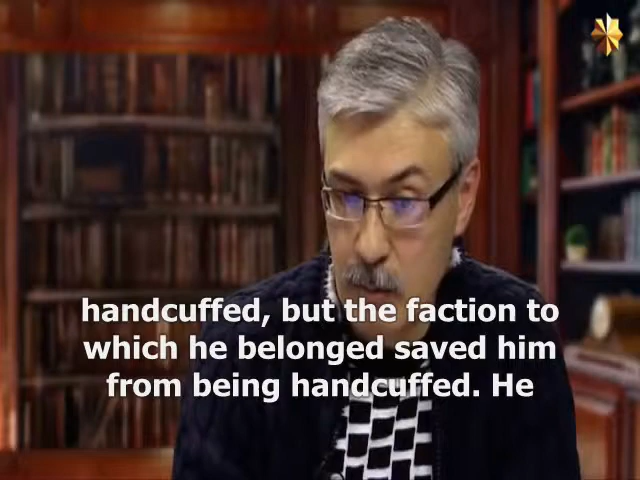 handcuffed, but the faction to
which he belonged saved him
from being handcuffed. He